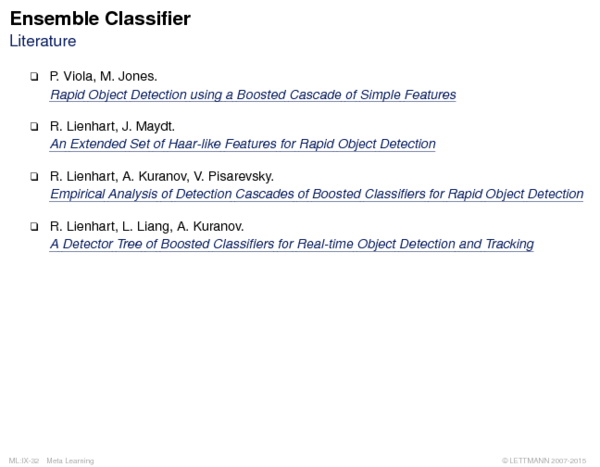 Ensemble Classifier
Literature
❑ P. Viola, M. Jones.
Rapid Object Detection using a Boosted Cascade of Simple Features
❑ R. Lienhart, J. Maydt.
An Extended Set of Haar-like Features for Rapid Object Detection
❑ R. Lienhart, A. Kuranov, V. Pisarevsky.
Empirical Analysis of Detection Cascades of Boosted Classifiers for Rapid Object Detection
❑ R. Lienhart, L. Liang, A. Kuranov.
A Detector Tree of Boosted Classifiers for Real-time Object Detection and Tracking
ML:IX-32 Meta Learning © LETTMANN 2007-2015